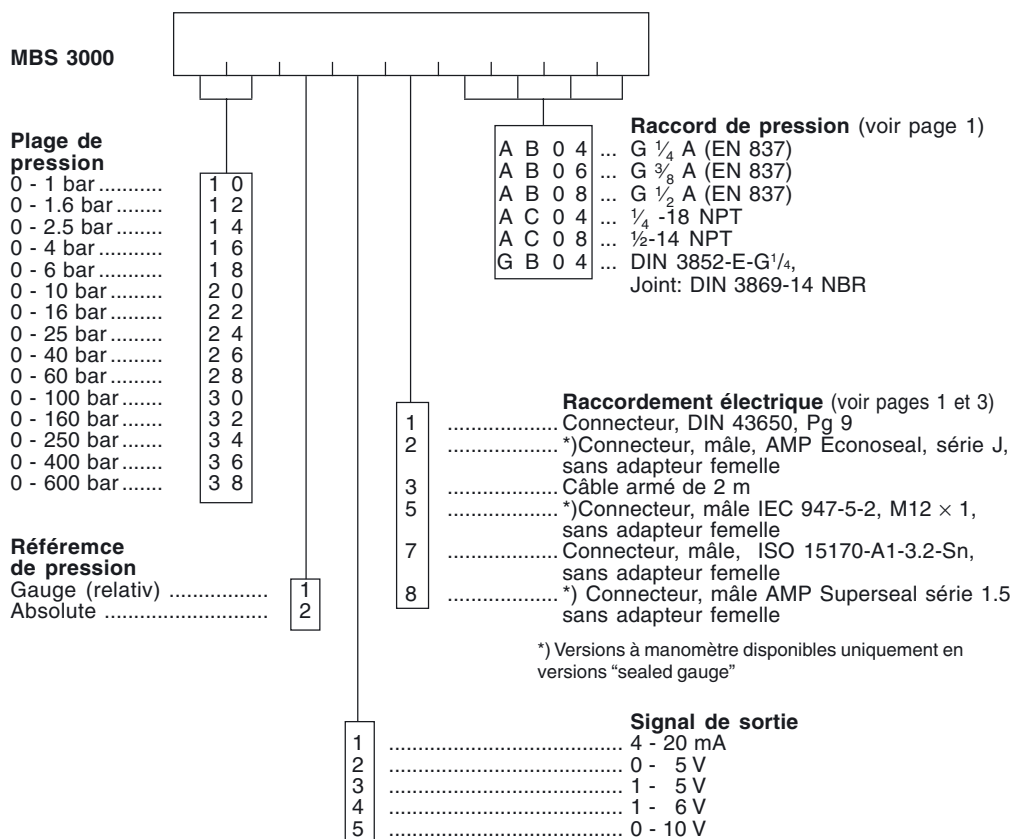 MBS 3000
Plage de
pression
0 - 1 bar ........... 1 0
0 - 1.6 bar ........ 1 2
0 - 2.5 bar ........ 1 4
0 - 4 bar ........... 1 6
0 - 6 bar ........... 1 8
0 - 10 bar ......... 2 0
0 - 16 bar ......... 2 2
0 - 25 bar ......... 2 4
0 - 40 bar ......... 2 6
0 - 60 bar ......... 2 8
0 - 100 bar ....... 3 0
0 - 160 bar ....... 3 2
0 - 250 bar ....... 3 4
0 - 400 bar ....... 3 6
0 - 600 bar ....... 3 8
Référemce
de pression
Gauge (relativ) ................. 1
Absolute ............................ 2
Raccord de pression (voir page 1)
A B 0 4 ... G ¼ A (EN 837)
A B 0 6 ... G ⅜ A (EN 837)
A B 0 8 ... G ½ A (EN 837)
A C 0 4 ... ¼ -18 NPT
A C 0 8 ... ½-14 NPT
G B 0 4 ... DIN 3852-E-G¼,
Joint: DIN 3869-14 NBR
Raccordement électrique (voir pages 1 et 3)
1 ................... Connecteur, DIN 43650, Pg 9
2 ................... *)Connecteur, mâle, AMP Econoseal, série J,
sans adapteur femelle
3 ................... Câble armé de 2 m
5 ................... *)Connecteur, mâle IEC 947-5-2, M12 × 1,
sans adapteur femelle
7 ................... Connecteur, mâle, ISO 15170-A1-3.2-Sn,
sans adapteur femelle
8 ................... *) Connecteur, mâle AMP Superseal série 1.5
sans adapteur femelle
*) Versions à manomètre disponibles uniquement en
versions “sealed gauge”
Signal de sortie
1 ........................................ 4 - 20 mA
2 ........................................ 0 - 5 V
3 ........................................ 1 - 5 V
4 ........................................ 1 - 6 V
5 ........................................ 0 - 10 V